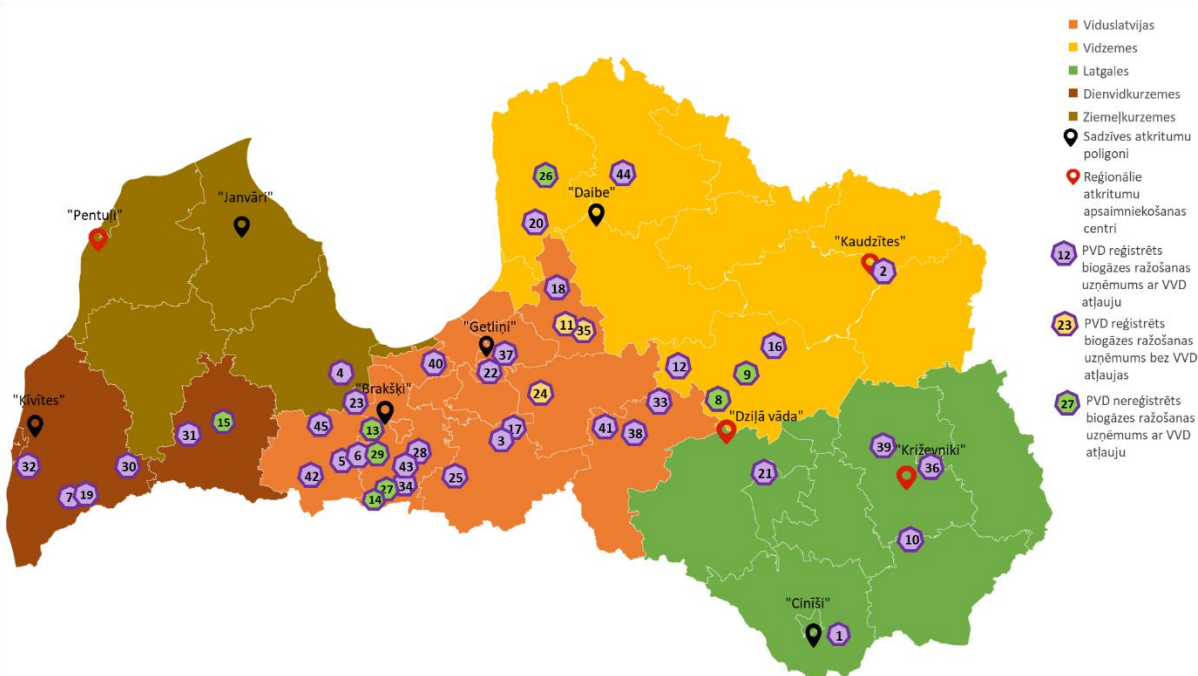 Viduslatvijas
Vidzemes
Latgales
Dienvidkurzemes
Ziemeļkurzemes
Sadzīves atkritumu
poligoni
Reģionālie
atkritumu
apsaimniekošanas
centri
12 PVD reģistrēts
biogāzes ražošanas
uzņēmums ar VVD
atļauju
23 PVD reģistrēts
biogāzes ražošanas
uzņēmums bez VVD
atļaujas
27 PVD nereģistrēts
biogāzes ražošanas
uzņēmums ar VVD
atļauju
26
44
"Daibe"
"Janvāri"
"Pentuļi"
20
"Kaudzītes"
2
18
11
35
"Getliņi"
37
16
40
22
12
9
4
"Brakšķi"
24
23
33
8
"Ķīvītes"
15
45
13
"Dziļā vāda"
31
17
41
38
3
39
"Križevniki"
6
29
28
5
43
32
30
36
42
25
21
34
27
7
19
14
10
"Cinīši"
1